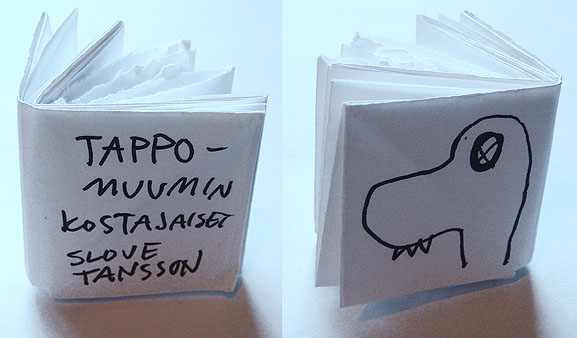 TAPPO-
MUUMIN
KOSTAJAISET
SLOVE
TANSSON